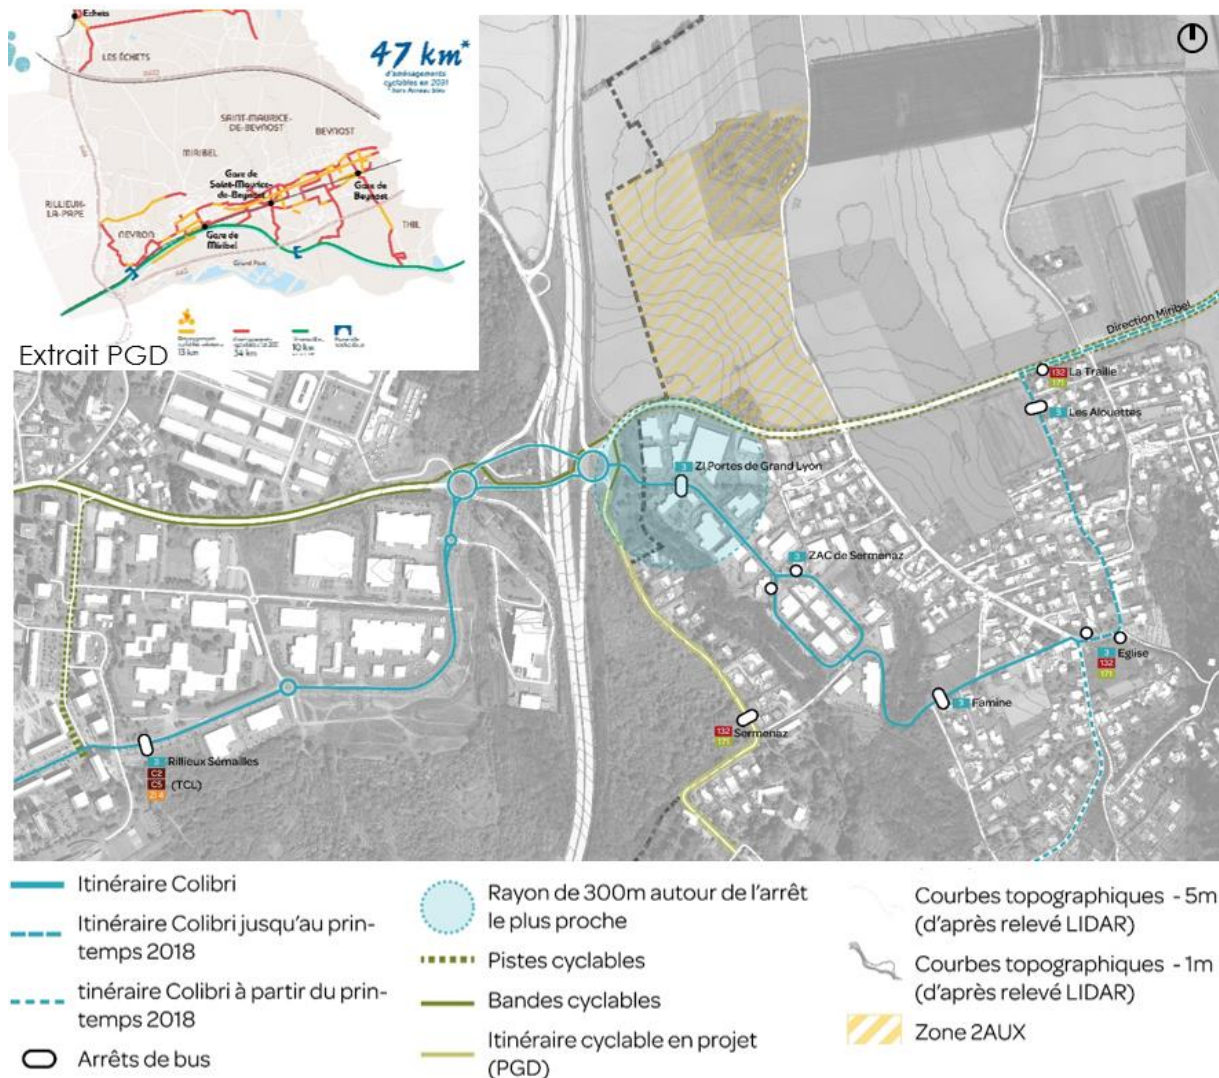 Echets
LES ÉCHETS
47 km*
d'aménagements
cyclables en 2031
SAINT-MAURICE-
DE-BEYNOST
BEYNOST
MIRIBEL
Gare de
Saint-Maurice-
de-Beynost
Gare de
Beynost
RILLIEUX-
LA-PAPE
NEYRON
Gare de
Miribel
THIL
Grand Parc
13 km
34 km
10 km
Extrait PGD
Direction Miribel
132 La Traille
171
3 Les Alouettes
3 ZI Portes de Grand Lyon
3
ZAC de Sermenaz
3 Eglise
132
171
3 Famine
132 Sermenaz
171
3 Rillieux Sémailles
C2
C5 (TCL)
Itinéraire Colibri
Itinéraire Colibri jusqu'au prin-
temps 2018
tinéraire Colibri à partir du prin-
temps 2018
Arrêts de bus
Rayon de 300m autour de l'arrêt
le plus proche
Pistes cyclables
Bandes cyclables
Itinéraire cyclable en projet
(PGD)
Courbes topographiques - 5m
(d'après relevé LIDAR)
Courbes topographiques - 1m
(d'après relevé LIDAR)
Zone 2AUX